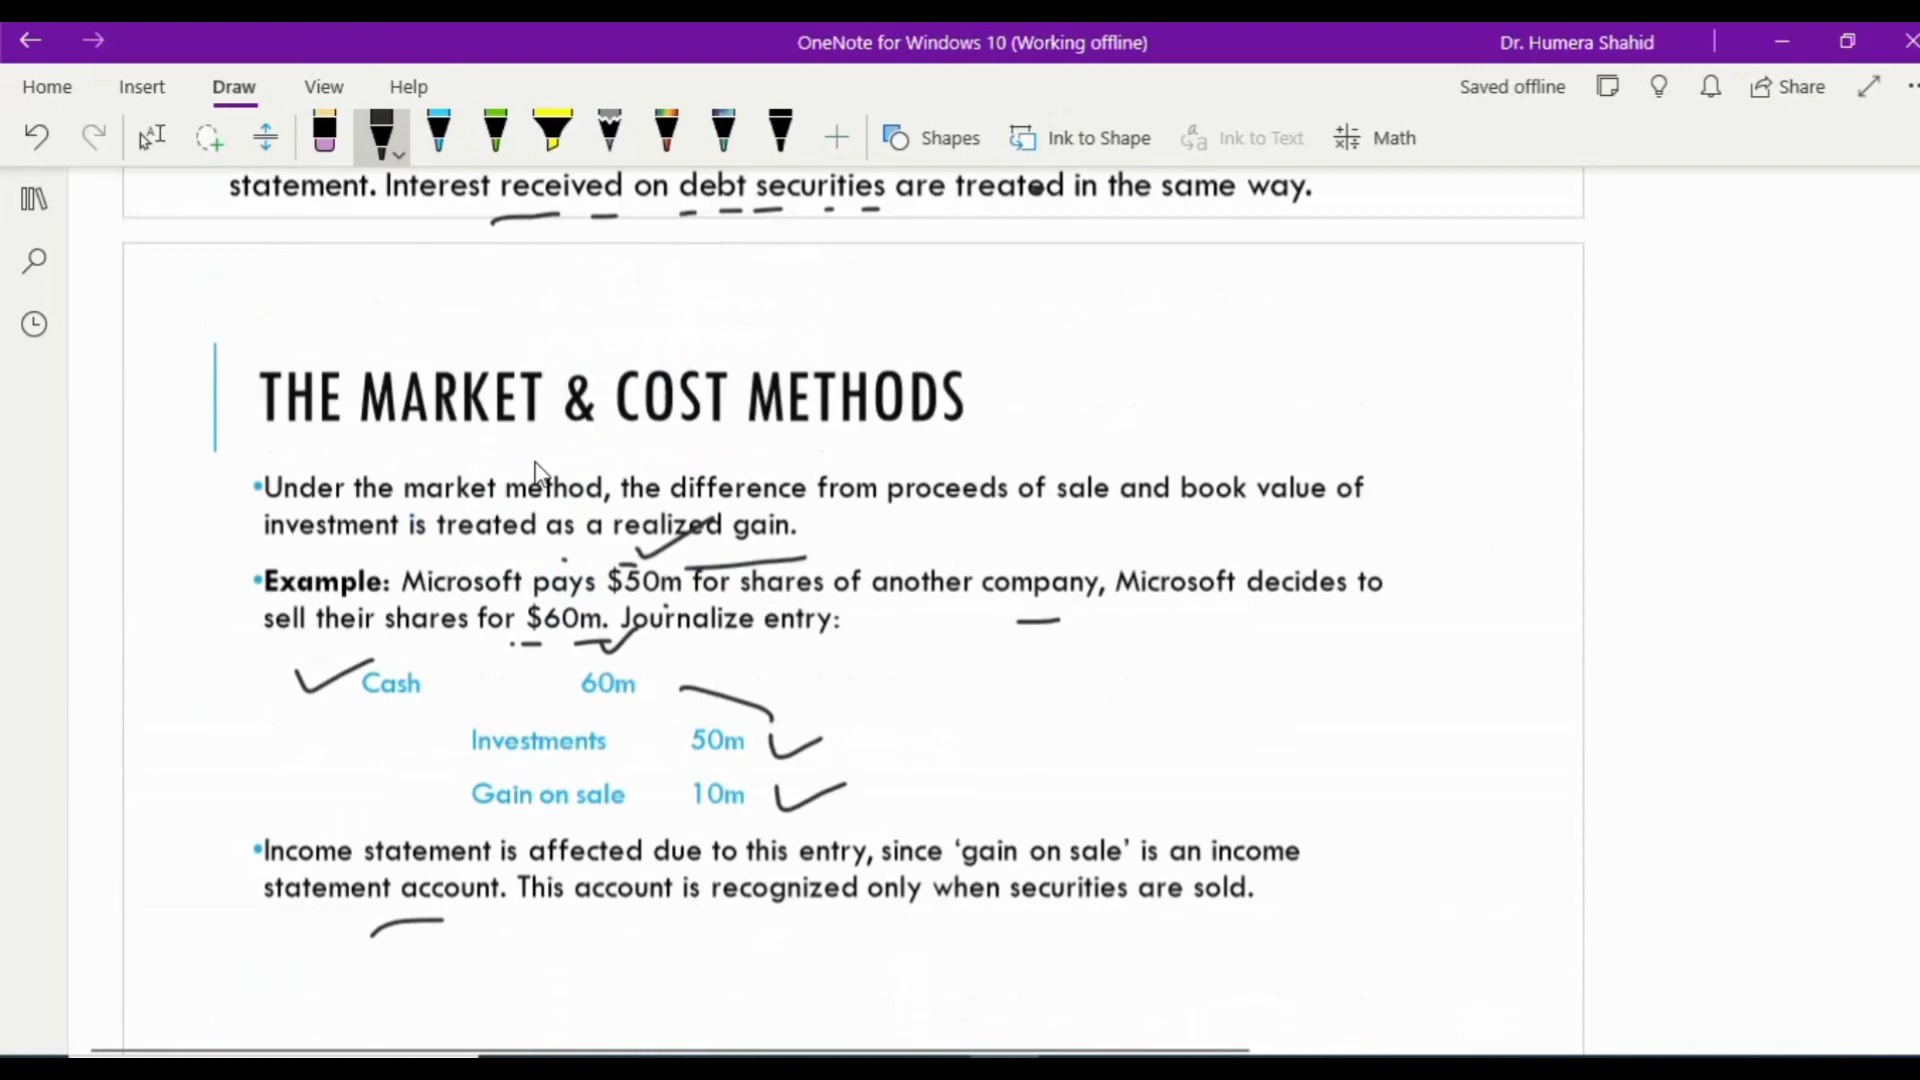 OneNote for Windows 10 (Working offline)
Dr. Humera Shahid
Home Insert Draw View Help
Saved offline
Share
Shapes
Ink to Shape
Ink to Text
Math
statement. Interest received on debt securities are treated in the same way.
THE MARKET & COST METHODS
•Under the market method, the difference from proceeds of sale and book value of
investment is treated as a realized gain.
•Example: Microsoft pays $50m for shares of another company, Microsoft decides to
sell their shares for $60m. Journalize entry:
Cash 60m
Investments 50m
Gain on sale 10m
•Income statement is affected due to this entry, since ‘gain on sale’ is an income
statement account. This account is recognized only when securities are sold.